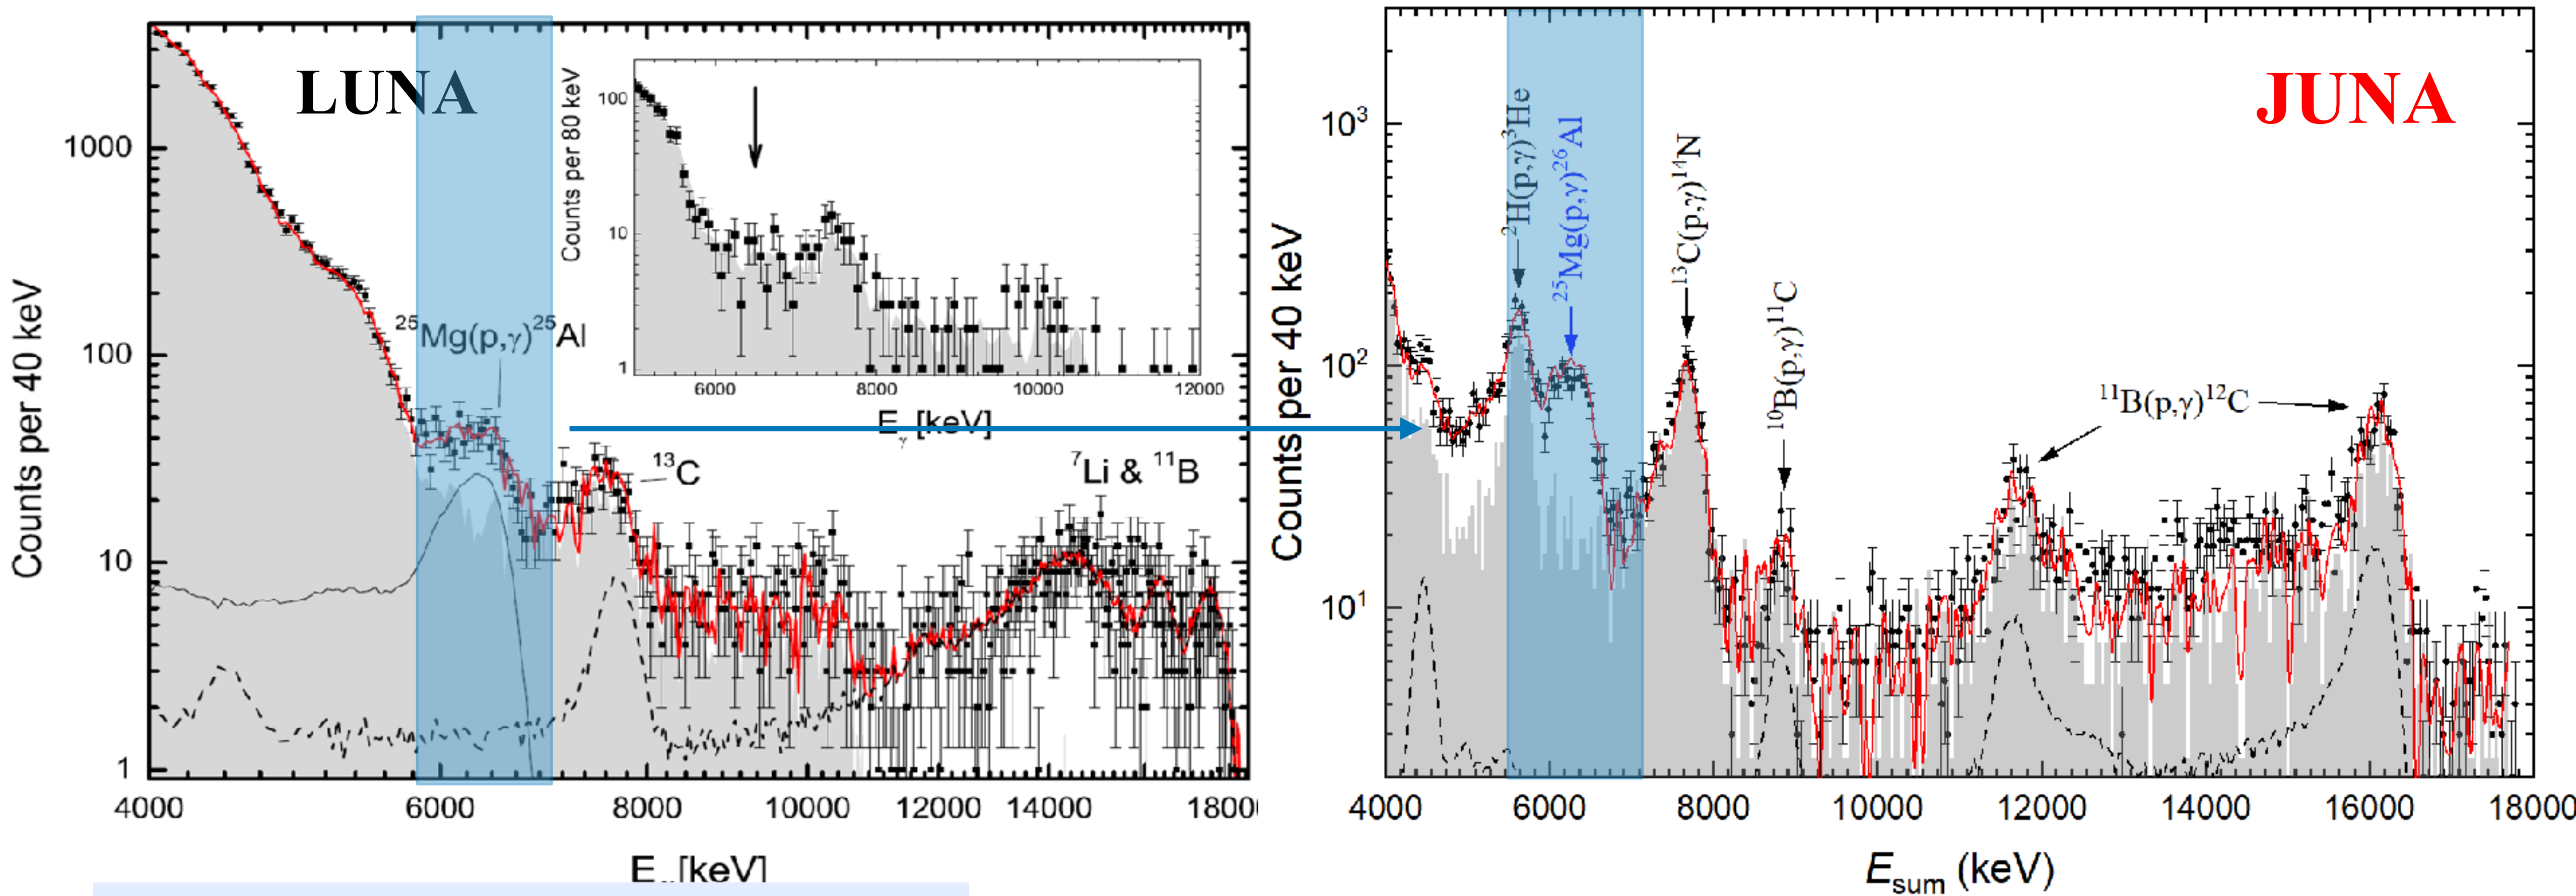 LUNA
Counts per 40 keV
1000
100
10
1
4000 6000 8000 10000 12000 14000 18000
E [keV]
²⁵Mg(p,γ)²⁵Al
¹³C
⁷Li & ¹¹B
Counts per 80 keV
100
10
1
6000 8000 10000 12000
Eγ [keV]
JUNA
Counts per 40 keV
10³
10²
10¹
4000 6000 8000 10000 12000 14000 16000 18000
Esum (keV)
²H(p,γ)³He
²⁵Mg(p,γ)²⁶Al
¹³C(p,γ)¹⁴N
¹⁰B(p,γ)¹¹C
¹¹B(p,γ)¹²C